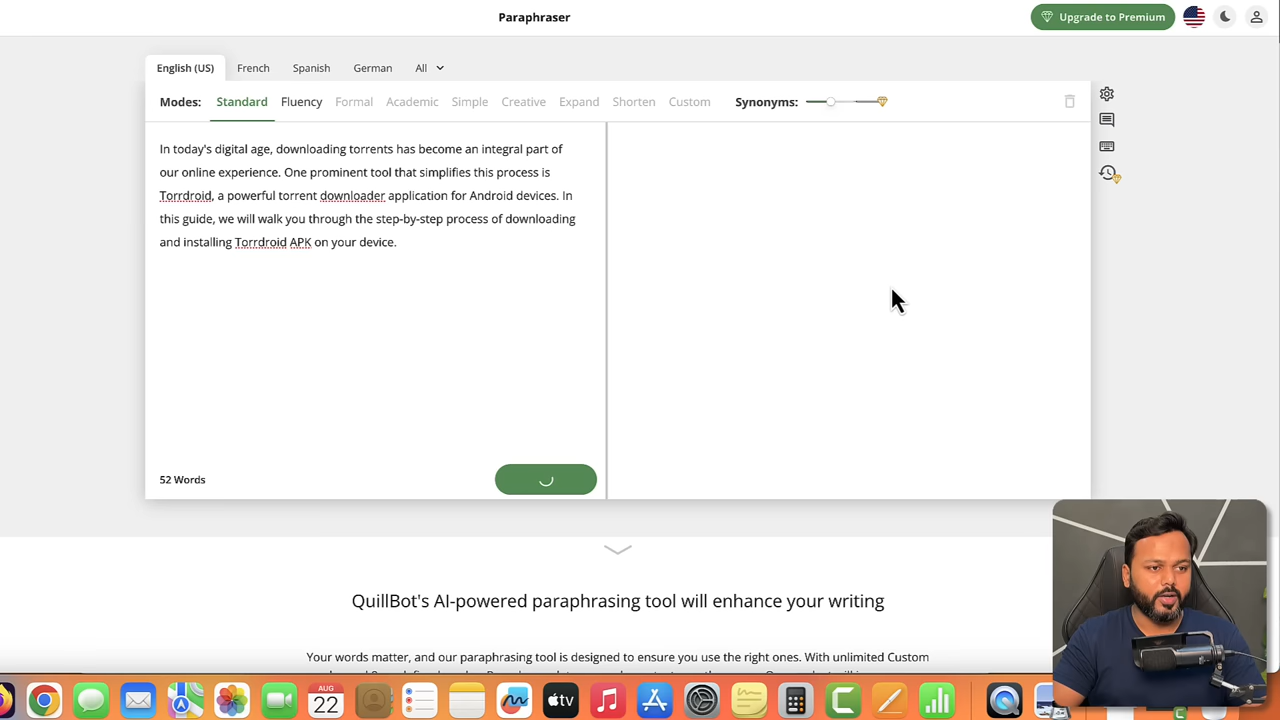 Paraphraser
Upgrade to Premium
English (US) French Spanish German All
Modes: Standard Fluency Formal Academic Simple Creative Expand Shorten Custom Synonyms:
In today's digital age, downloading torrents has become an integral part of
our online experience. One prominent tool that simplifies this process is
Torrdroid, a powerful torrent downloader application for Android devices. In
this guide, we will walk you through the step-by-step process of downloading
and installing Torrdroid APK on your device.
52 Words
QuillBot's AI-powered paraphrasing tool will enhance your writing
Your words matter, and our paraphrasing tool is designed to ensure you use the right ones. With unlimited Custom
AUG
22
tv